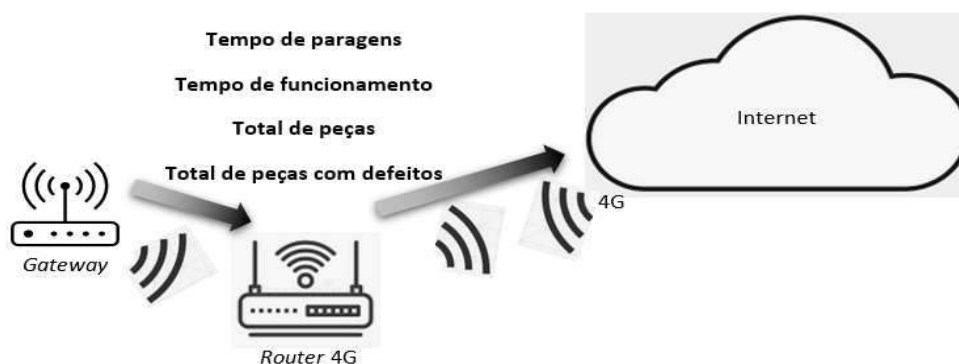 Tempo de paragens
Tempo de funcionamento
Total de peças
Total de peças com defeitos
Internet
4G
Gateway
Router 4G